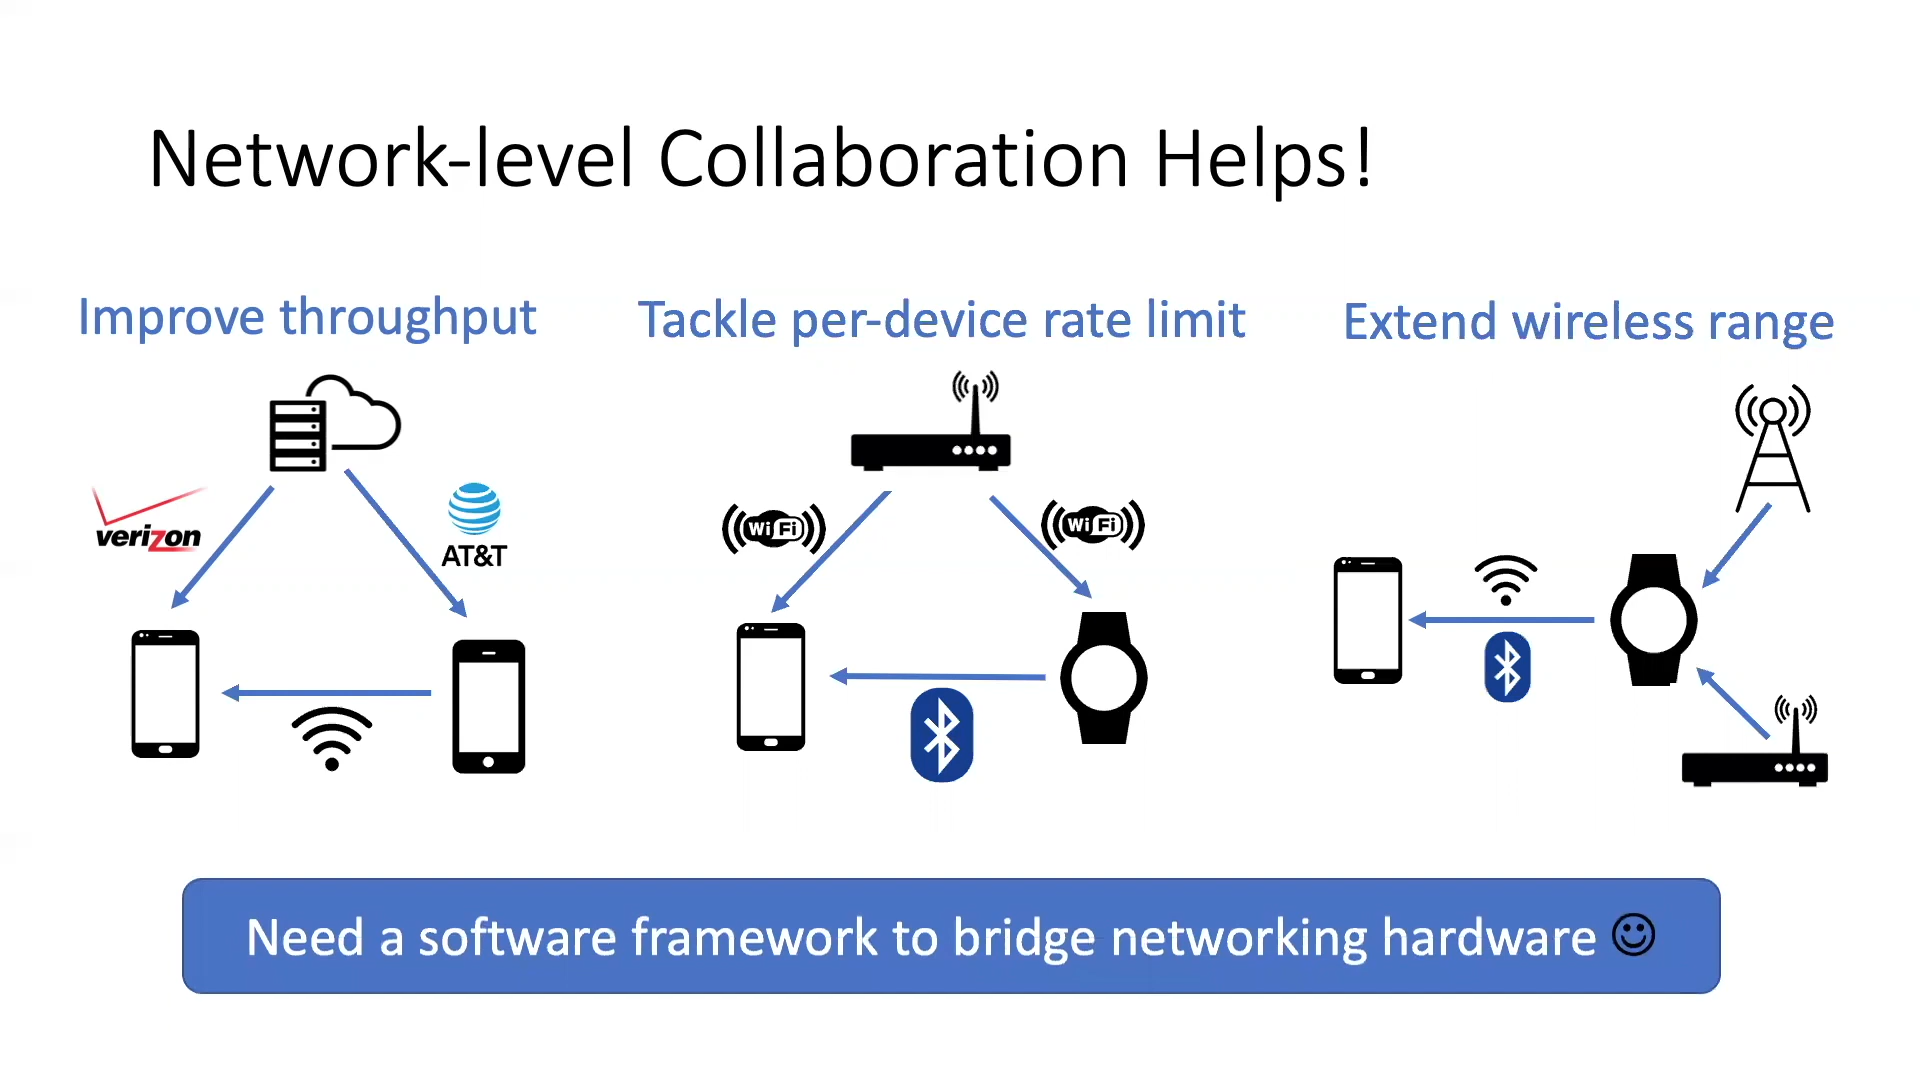 Network-level Collaboration Helps!
Improve throughput
Tackle per-device rate limit
Extend wireless range
verizon
AT&T
Wi Fi
Wi Fi
Need a software framework to bridge networking hardware ☺